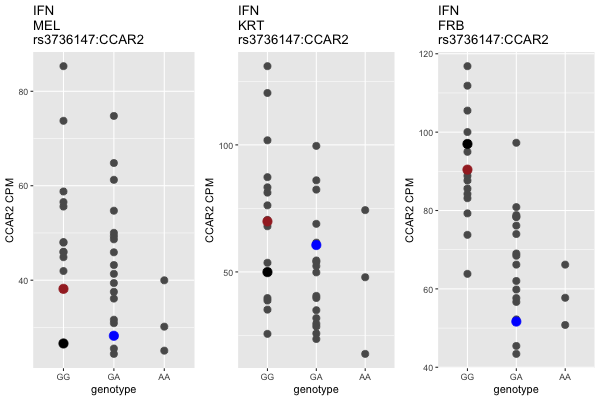 IFN
MEL
rs3736147:CCAR2
CCAR2 CPM
80
60
40
GG GA AA
genotype
IFN
KRT
rs3736147:CCAR2
CCAR2 CPM
100
50
GG GA AA
genotype
IFN
FRB
rs3736147:CCAR2
CCAR2 CPM
120
100
80
60
40
GG GA AA
genotype